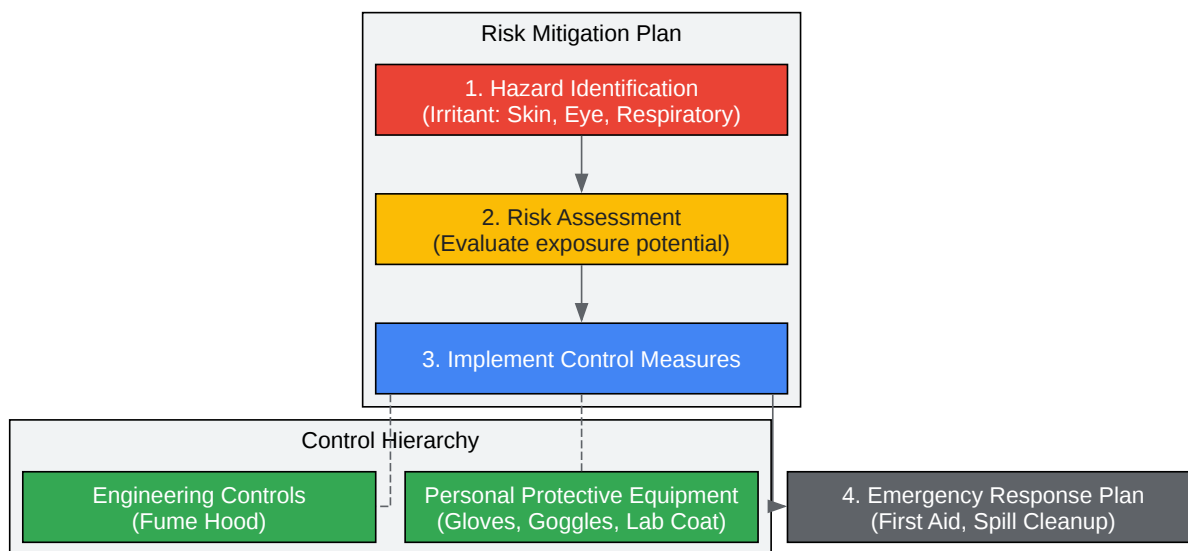 Risk Mitigation Plan
1. Hazard Identification
(Irritant: Skin, Eye, Respiratory)
2. Risk Assessment
(Evaluate exposure potential)
3. Implement Control Measures
Control Hierarchy
Engineering Controls
(Fume Hood)
Personal Protective Equipment
(Gloves, Goggles, Lab Coat)
4. Emergency Response Plan
(First Aid, Spill Cleanup)